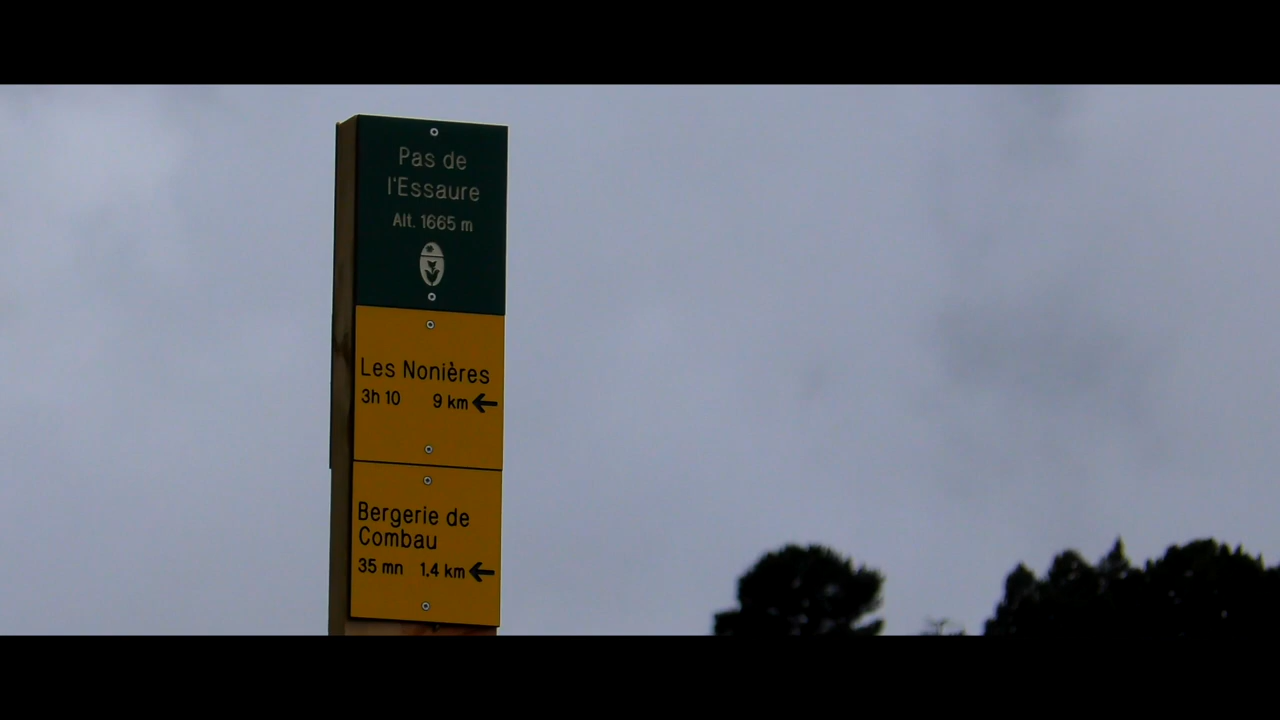 Pas de
l'Essaure
Alt. 1665 m
Les Nonières
3h 10 9 km ←
Bergerie de
Combau
35 mn 1.4 km ←